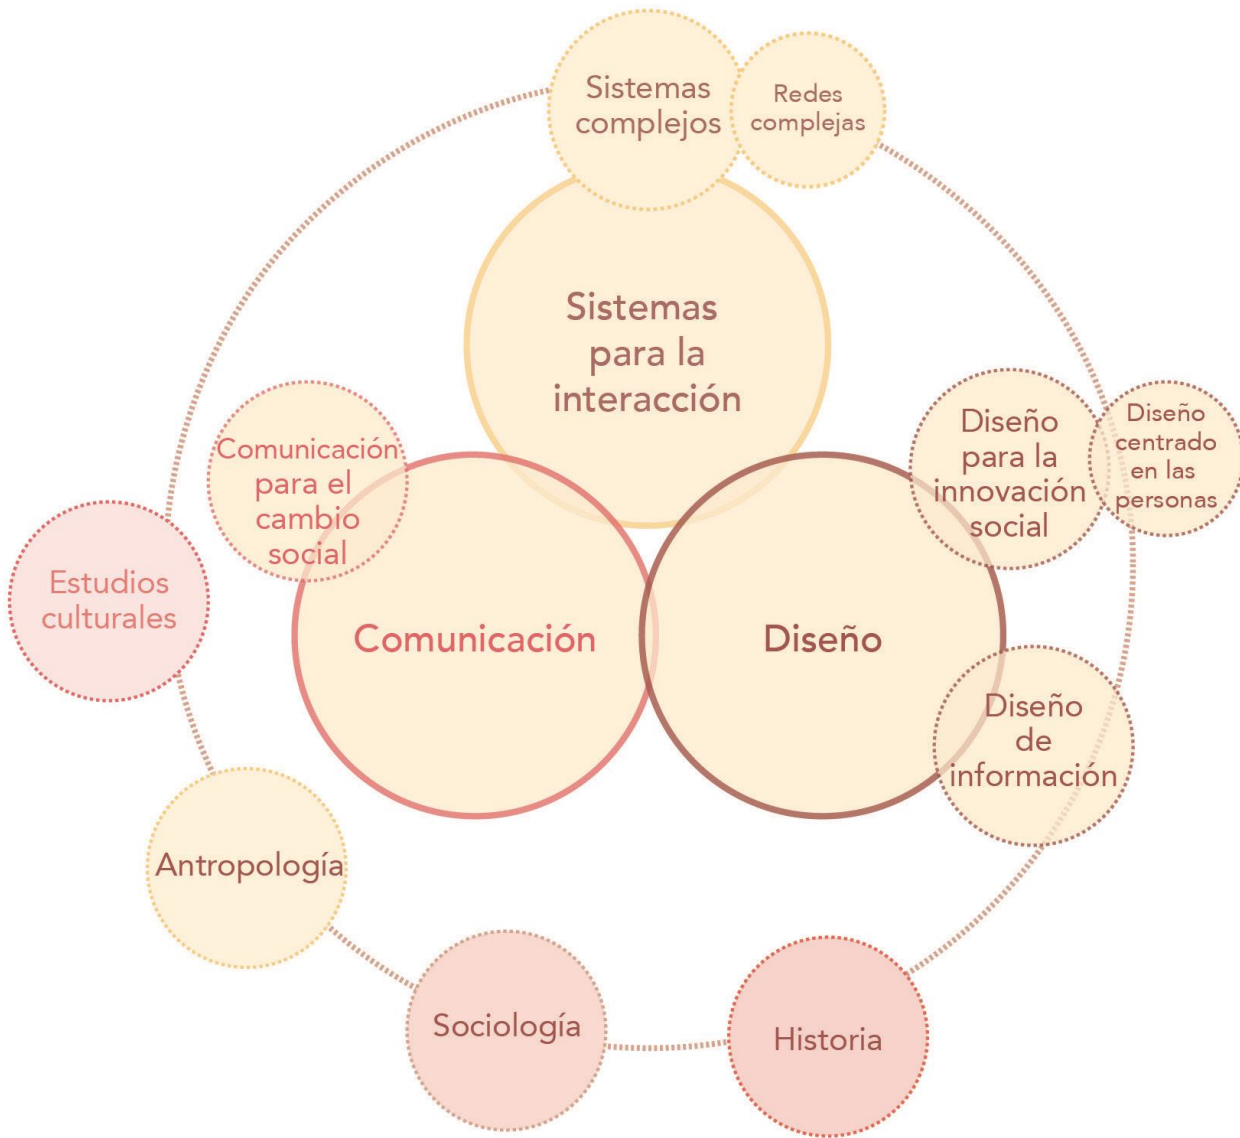 Sistemas
complejos
Redes
complejas
Sistemas
para la
interacción
Comunicación
para el
cambio
social
Diseño
para la
innovación
social
Diseño
centrado
en las
personas
Estudios
culturales
Comunicación
Diseño
Diseño
de
información
Antropología
Sociología
Historia